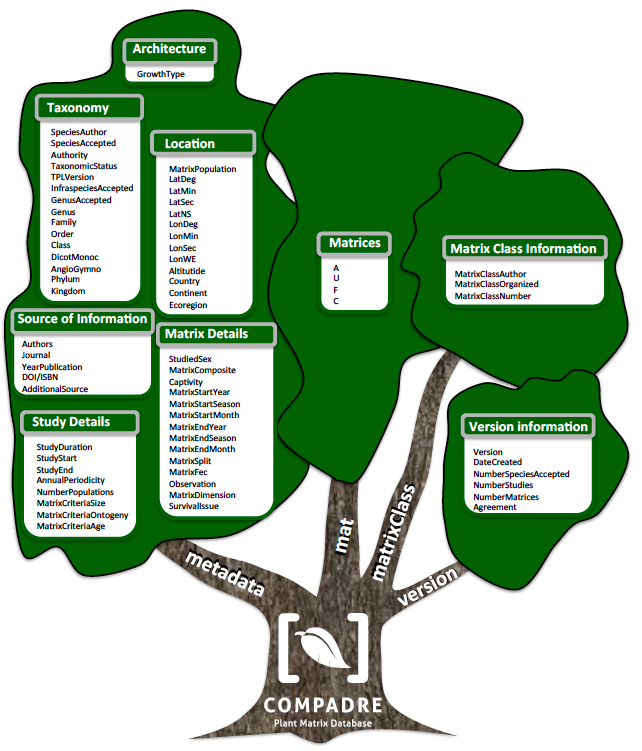 Architecture
GrowthType
Taxonomy
SpeciesAuthor
SpeciesAccepted
Authority
TaxonomicStatus
TPLVersion
InfraspeciesAccepted
GenusAccepted
Genus
Family
Order
Class
DicotMonoc
AngioGymno
Phylum
Kingdom
Location
MatrixPopulation
LatDeg
LatMin
LatSec
LatNS
LonDeg
LonMin
LonSec
LonWE
Altitutide
Country
Continent
Ecoregion
Source of Information
Authors
Journal
YearPublication
DOI/ISBN
AdditionalSource
Matrix Details
StudiedSex
MatrixComposite
Captivity
MatrixStartYear
MatrixStartSeason
MatrixStartMonth
MatrixEndYear
MatrixEndSeason
MatrixEndMonth
MatrixSplit
MatrixFec
Observation
MatrixDimension
SurvivalIssue
Study Details
StudyDuration
StudyStart
StudyEnd
AnnualPeriodicity
NumberPopulations
MatrixCriteriaSize
MatrixCriteriaOntogeny
MatrixCriteriaAge
Matrices
A
U
F
C
Matrix Class Information
MatrixClassAuthor
MatrixClassOrganized
MatrixClassNumber
Version information
Version
DateCreated
NumberSpeciesAccepted
NumberStudies
NumberMatrices
Agreement
metadata
mat
matrixClass
version
COMPADRE
Plant Matrix Database